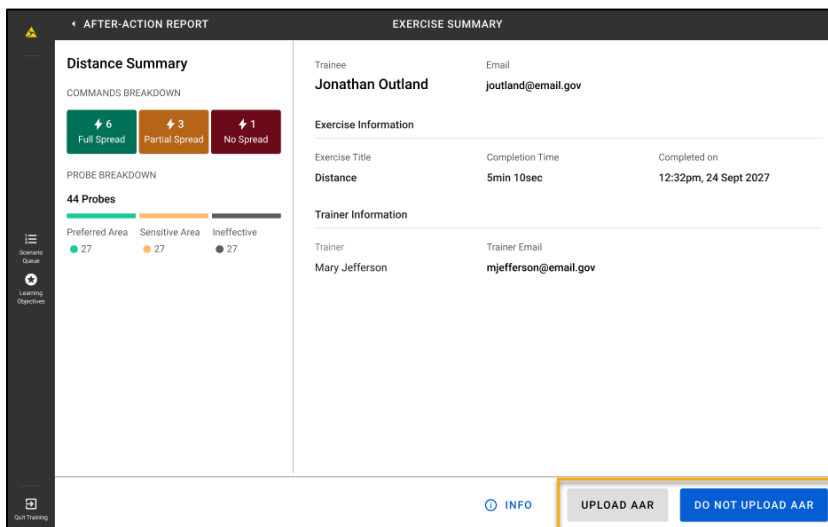 AFTER-ACTION REPORT
EXERCISE SUMMARY
Distance Summary
COMMANDS BREAKDOWN
6
Full Spread
3
Partial Spread
1
No Spread
PROBE BREAKDOWN
44 Probes
Preferred Area
27
Sensitive Area
27
Ineffective
27
Trainee
Jonathan Outland
Email
joutland@email.gov
Exercise Information
Exercise Title
Distance
Completion Time
5min 10sec
Completed on
12:32pm, 24 Sept 2027
Trainer Information
Trainer
Mary Jefferson
Trainer Email
mjefferson@email.gov
Scenario
Queue
Learning
Objectives
Quit Training
INFO
UPLOAD AAR
DO NOT UPLOAD AAR